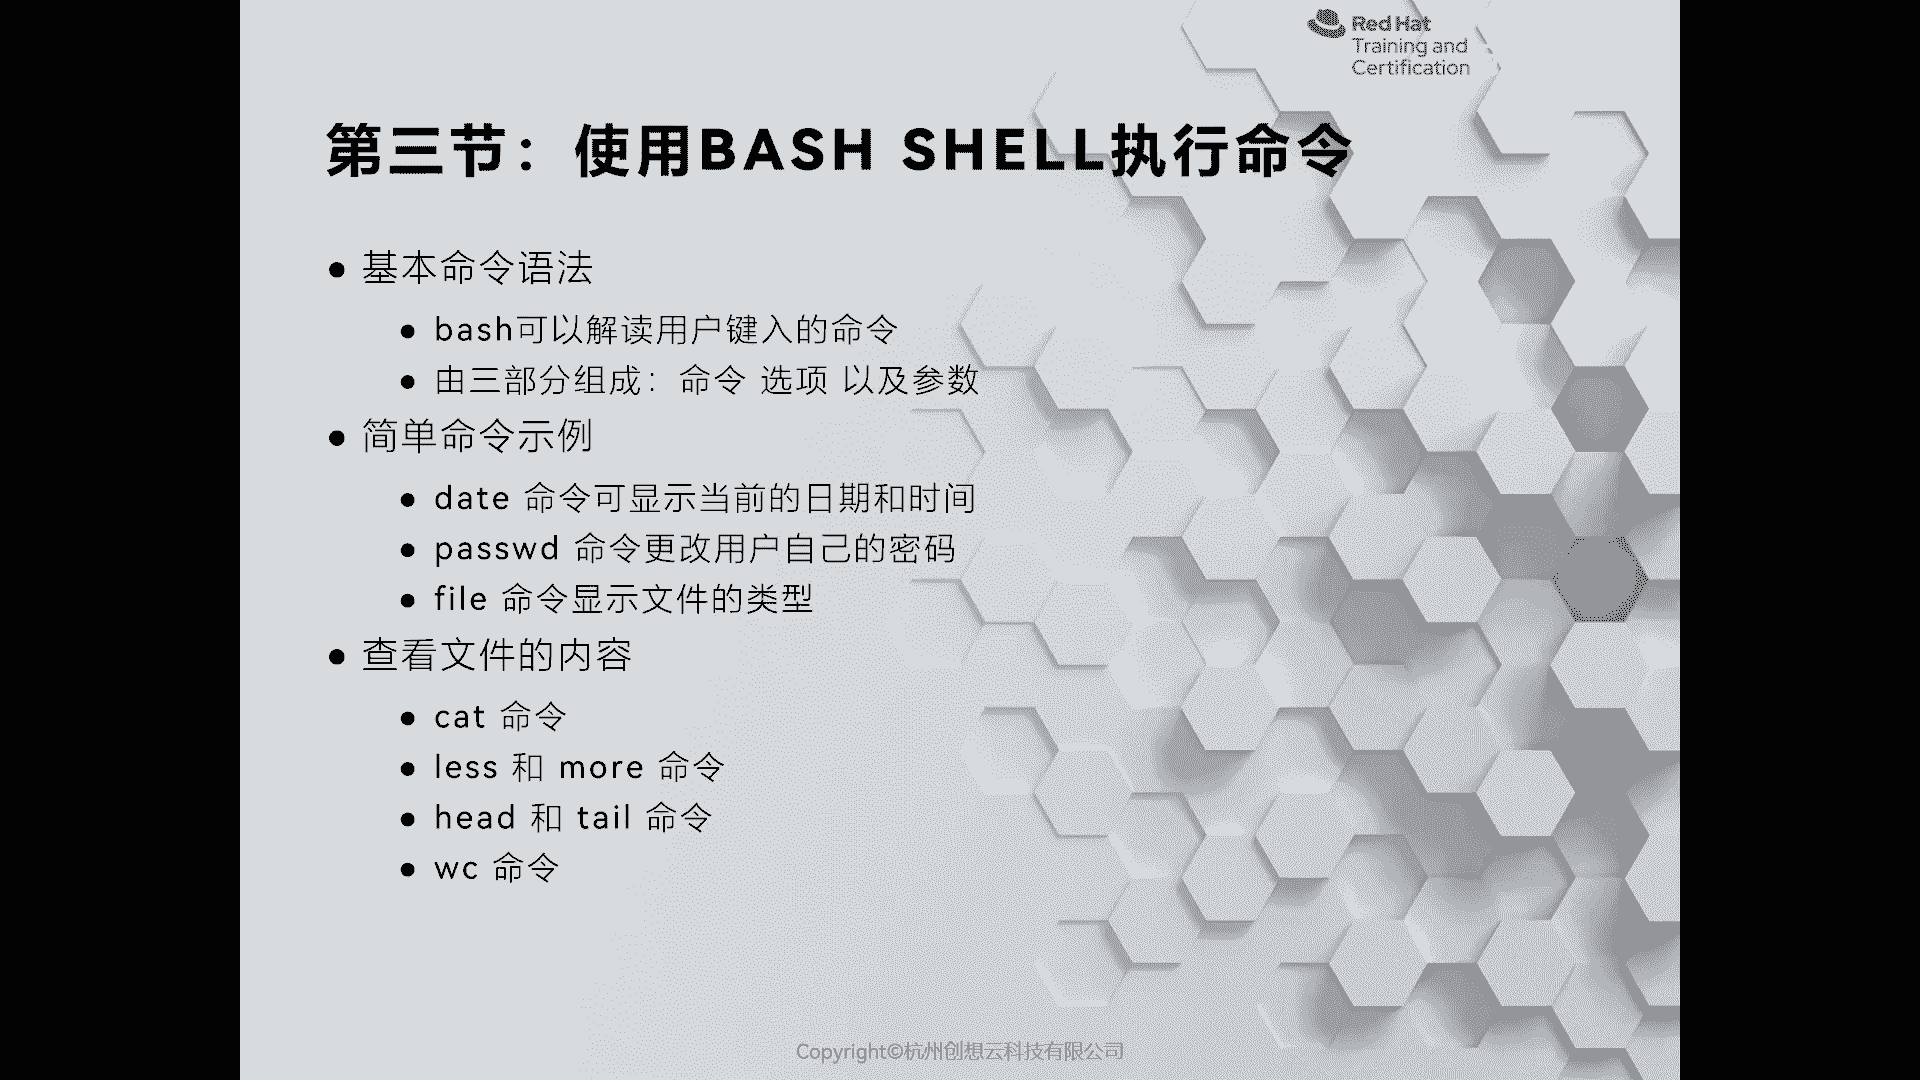 Red Hat
Training and
Certification
第三节：使用BASH SHELL执行命令
● 基本命令语法
● bash可以解读用户键入的命令
● 由三部分组成：命令 选项 以及参数
● 简单命令示例
● date 命令可显示当前的日期和时间
● passwd 命令更改用户自己的密码
● file 命令显示文件的类型
● 查看文件的内容
● cat 命令
● less 和 more 命令
● head 和 tail 命令
● wc 命令
Copyright©杭州创想云科技有限公司